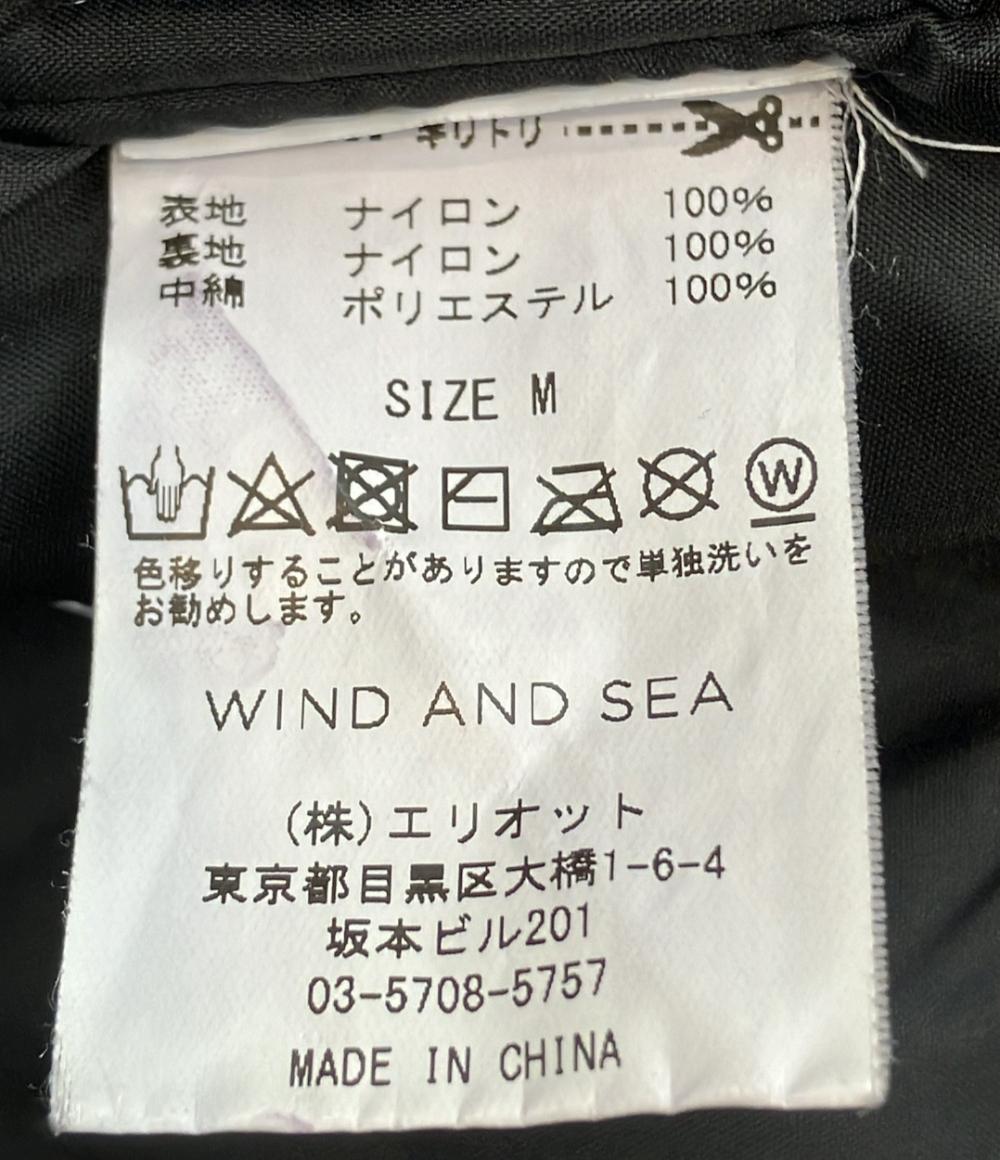 キリトリ
表地 ナイロン 100%
裏地 ナイロン 100%
中綿 ポリエステル 100%
SIZE M
W
色移りすることがありますので単独洗いを
お勧めします。
WIND AND SEA
(株)エリオット
東京都目黒区大橋1-6-4
坂本ビル201
03-5708-5757
MADE IN CHINA